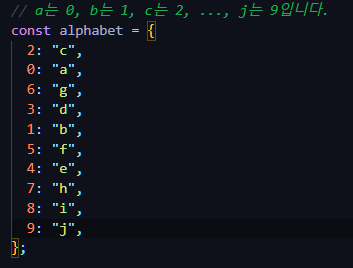 // a는 0, b는 1, c는 2, ..., j는 9입니다.
const alphabet = {
2: "c",
0: "a",
6: "g",
3: "d",
1: "b",
5: "f",
4: "e",
7: "h",
8: "i",
9: "j",
};